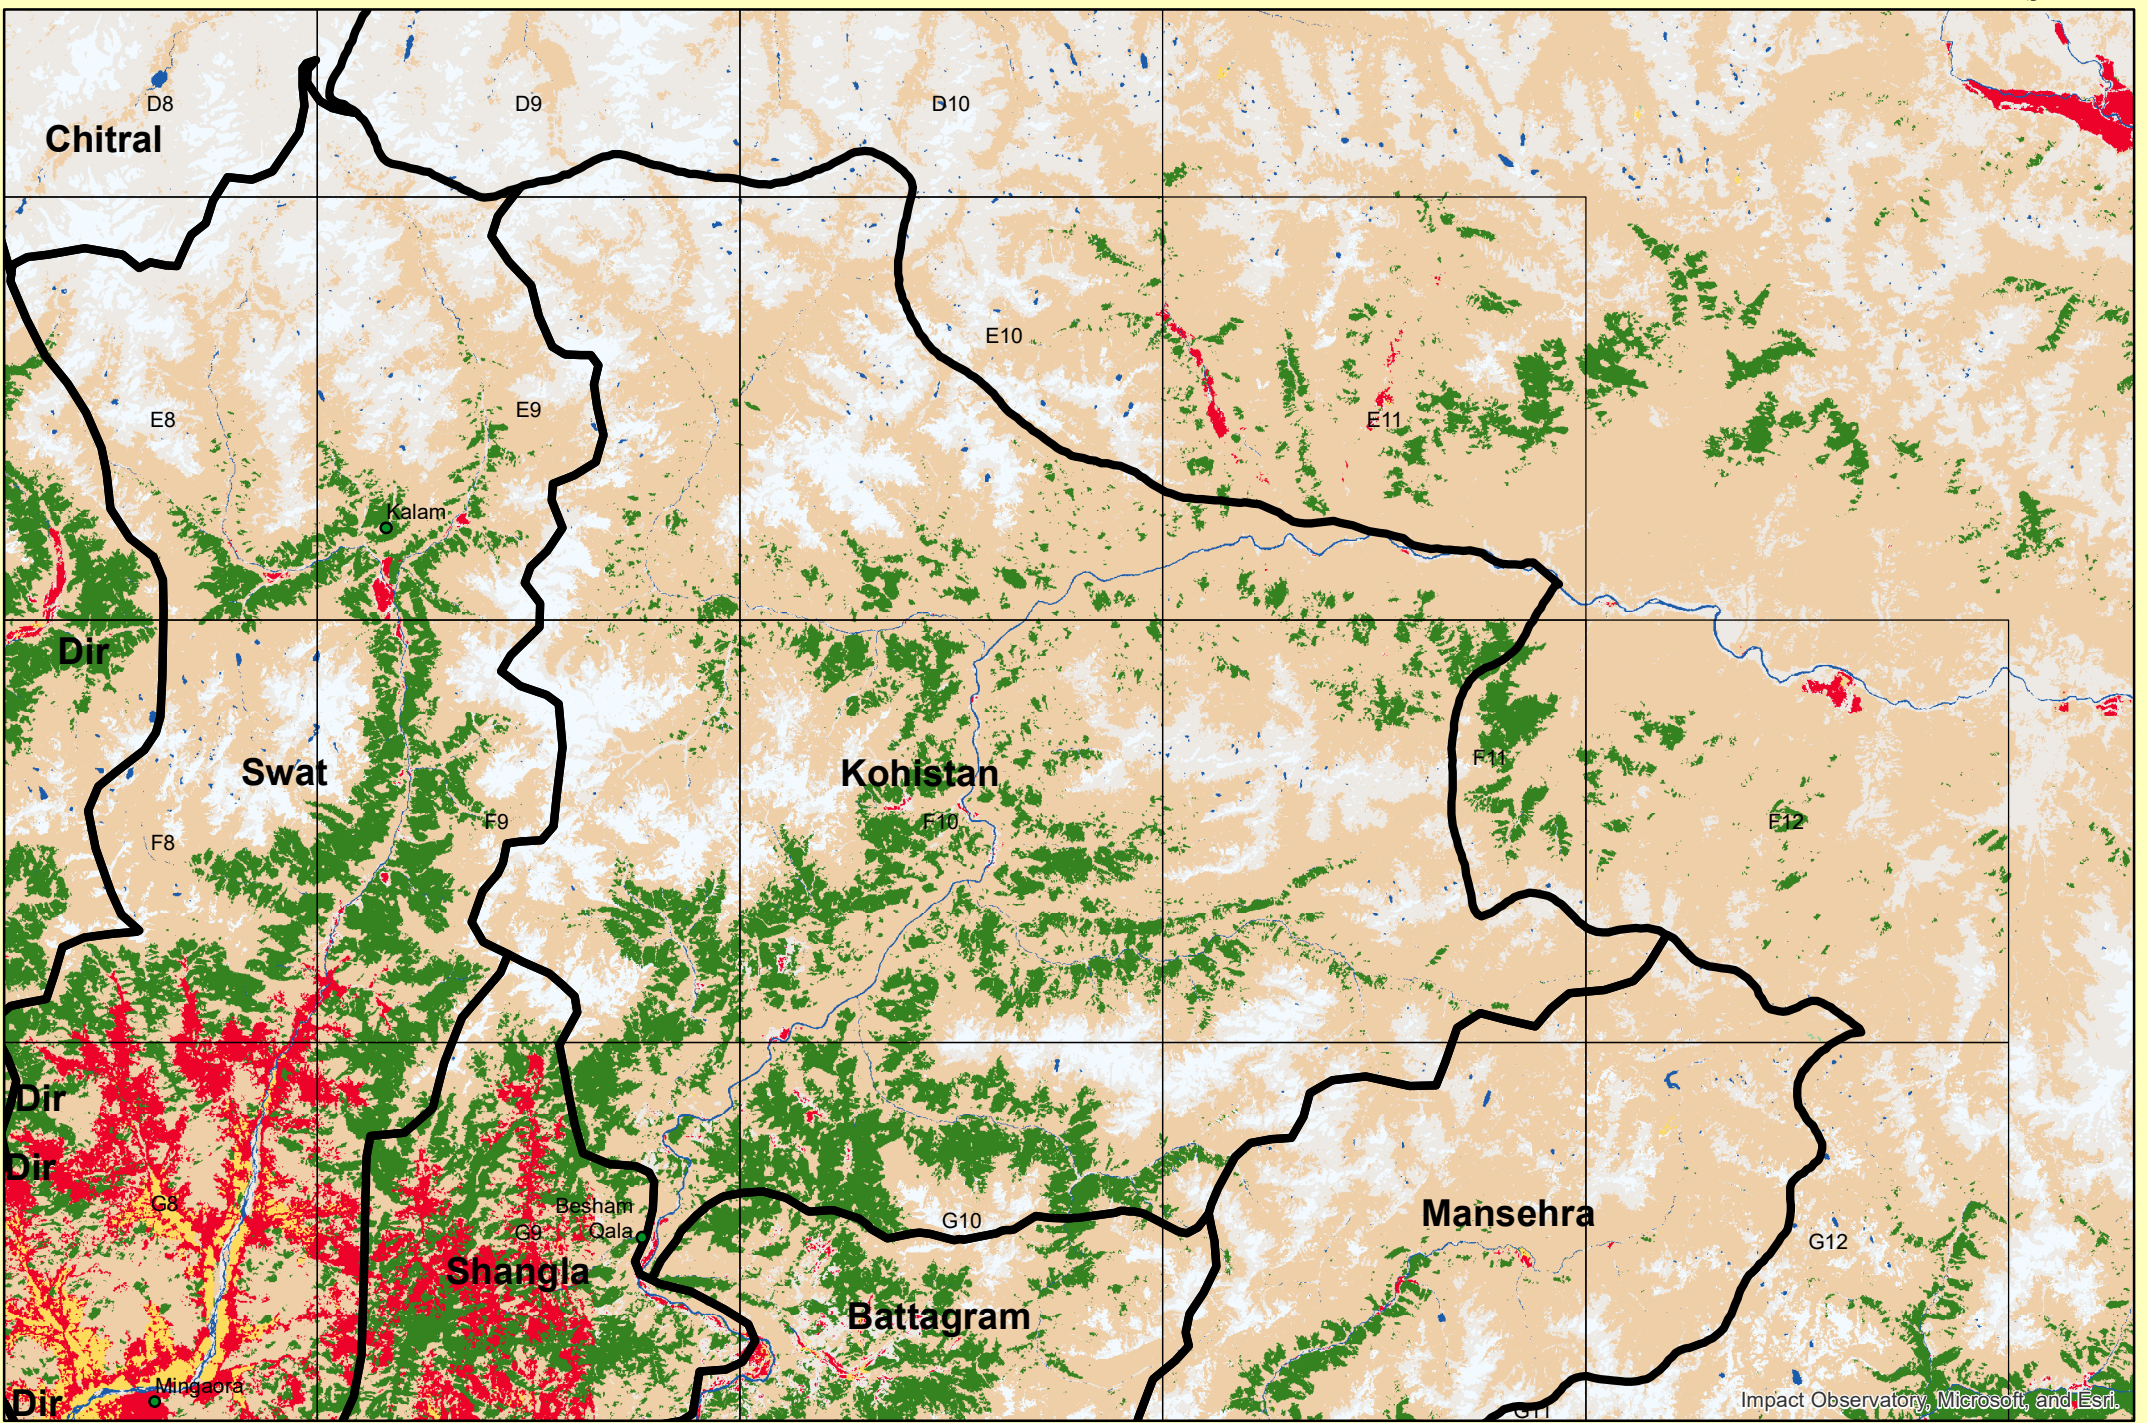 D8
D9
D10
Chitral
E10
E8
E9
E11
Kalam
Dir
Swat
Kohistan
F11
F8
F9
F10
F12
Dir
Dir
G8
Besham
Qala
G9
G10
Mansehra
G12
Shangla
Battagram
Mingaora
Dir
G11
Impact Observatory, Microsoft, and Esri.